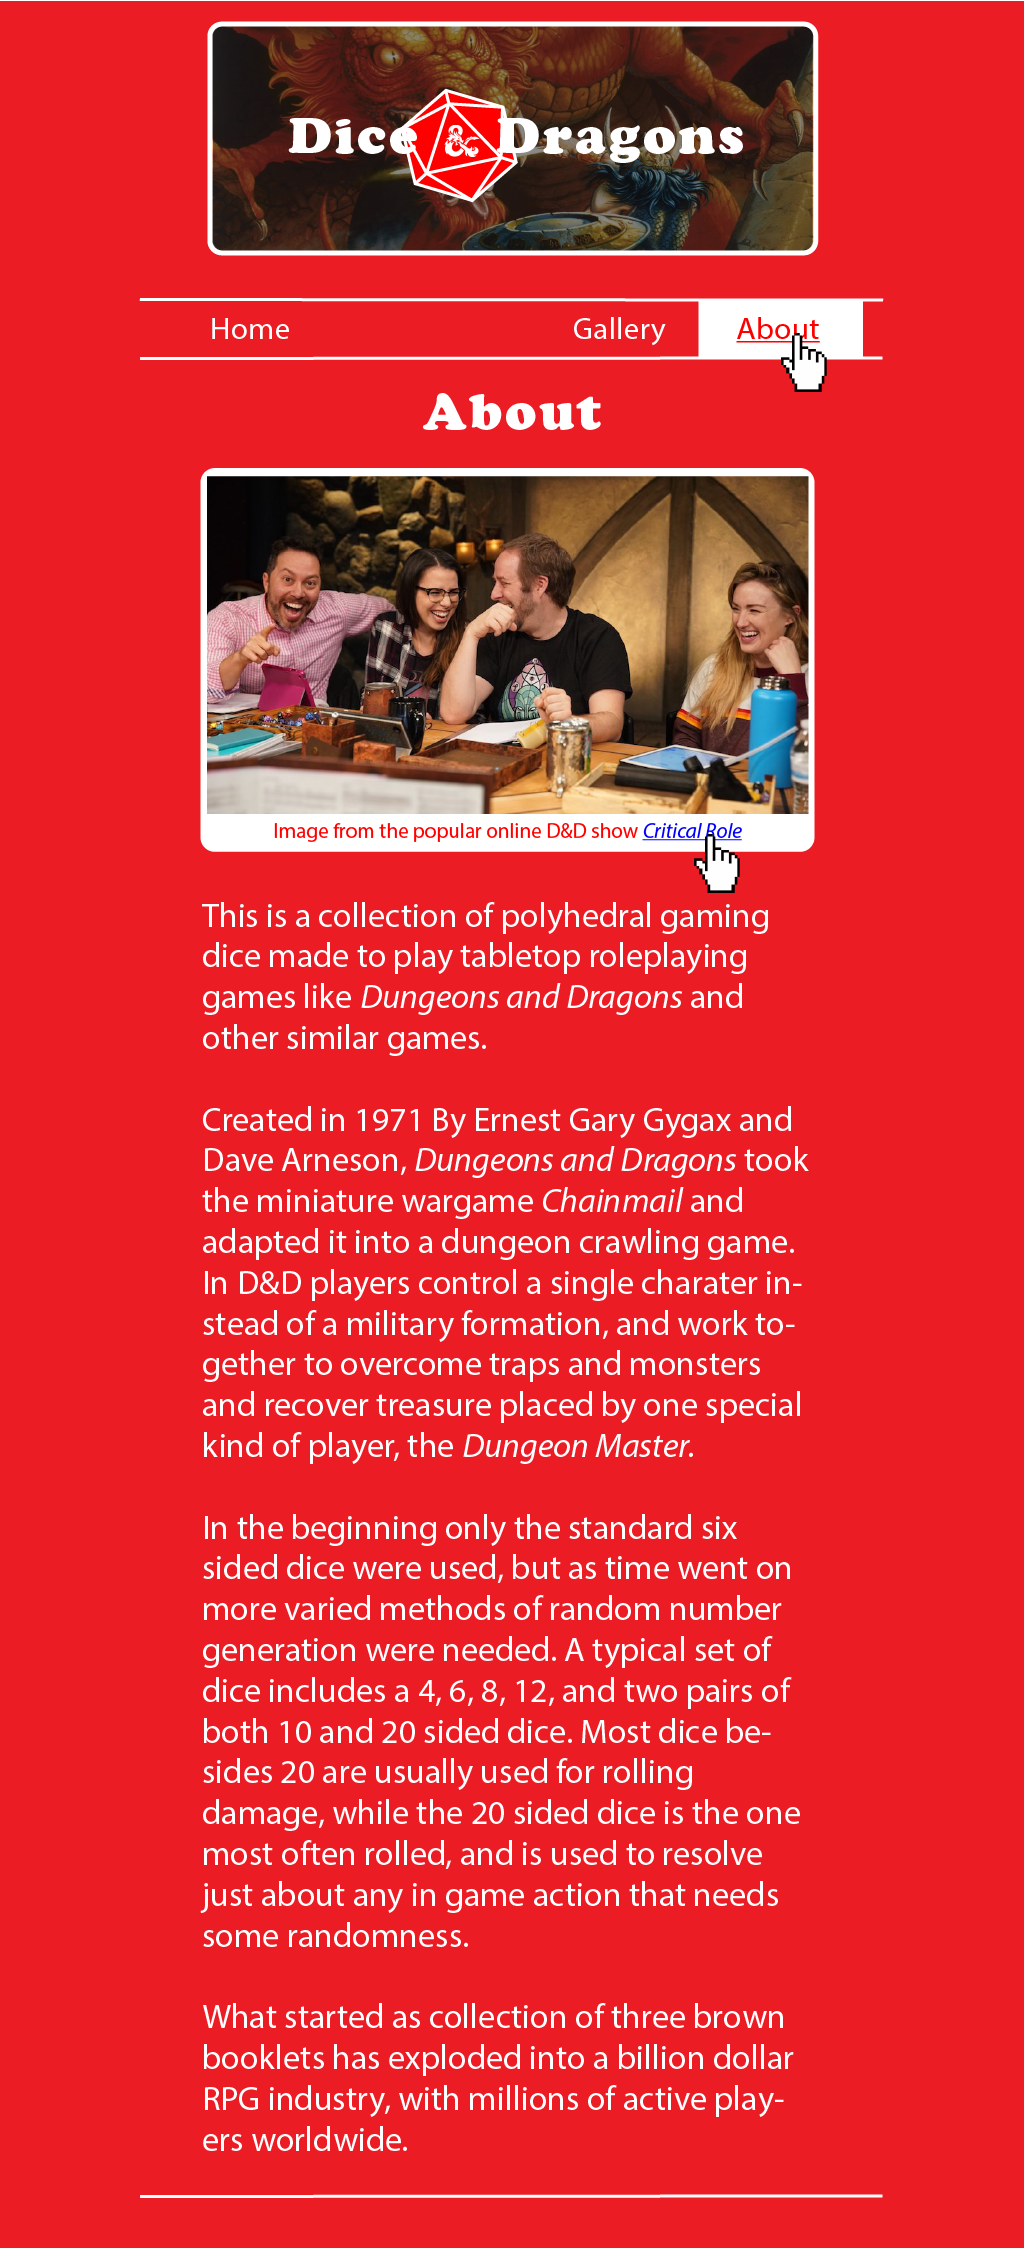 Dice & Dragons
Home Gallery About
About
Image from the popular online D&D show Critical Role
This is a collection of polyhedral gaming
dice made to play tabletop roleplaying
games like Dungeons and Dragons and
other similar games.
Created in 1971 By Ernest Gary Gygax and
Dave Arneson, Dungeons and Dragons took
the miniature wargame Chainmail and
adapted it into a dungeon crawling game.
In D&D players control a single charater in-
stead of a military formation, and work to-
gether to overcome traps and monsters
and recover treasure placed by one special
kind of player, the Dungeon Master.
In the beginning only the standard six
sided dice were used, but as time went on
more varied methods of random number
generation were needed. A typical set of
dice includes a 4, 6, 8, 12, and two pairs of
both 10 and 20 sided dice. Most dice be-
sides 20 are usually used for rolling
damage, while the 20 sided dice is the one
most often rolled, and is used to resolve
just about any in game action that needs
some randomness.
What started as collection of three brown
booklets has exploded into a billion dollar
RPG industry, with millions of active play-
ers worldwide.